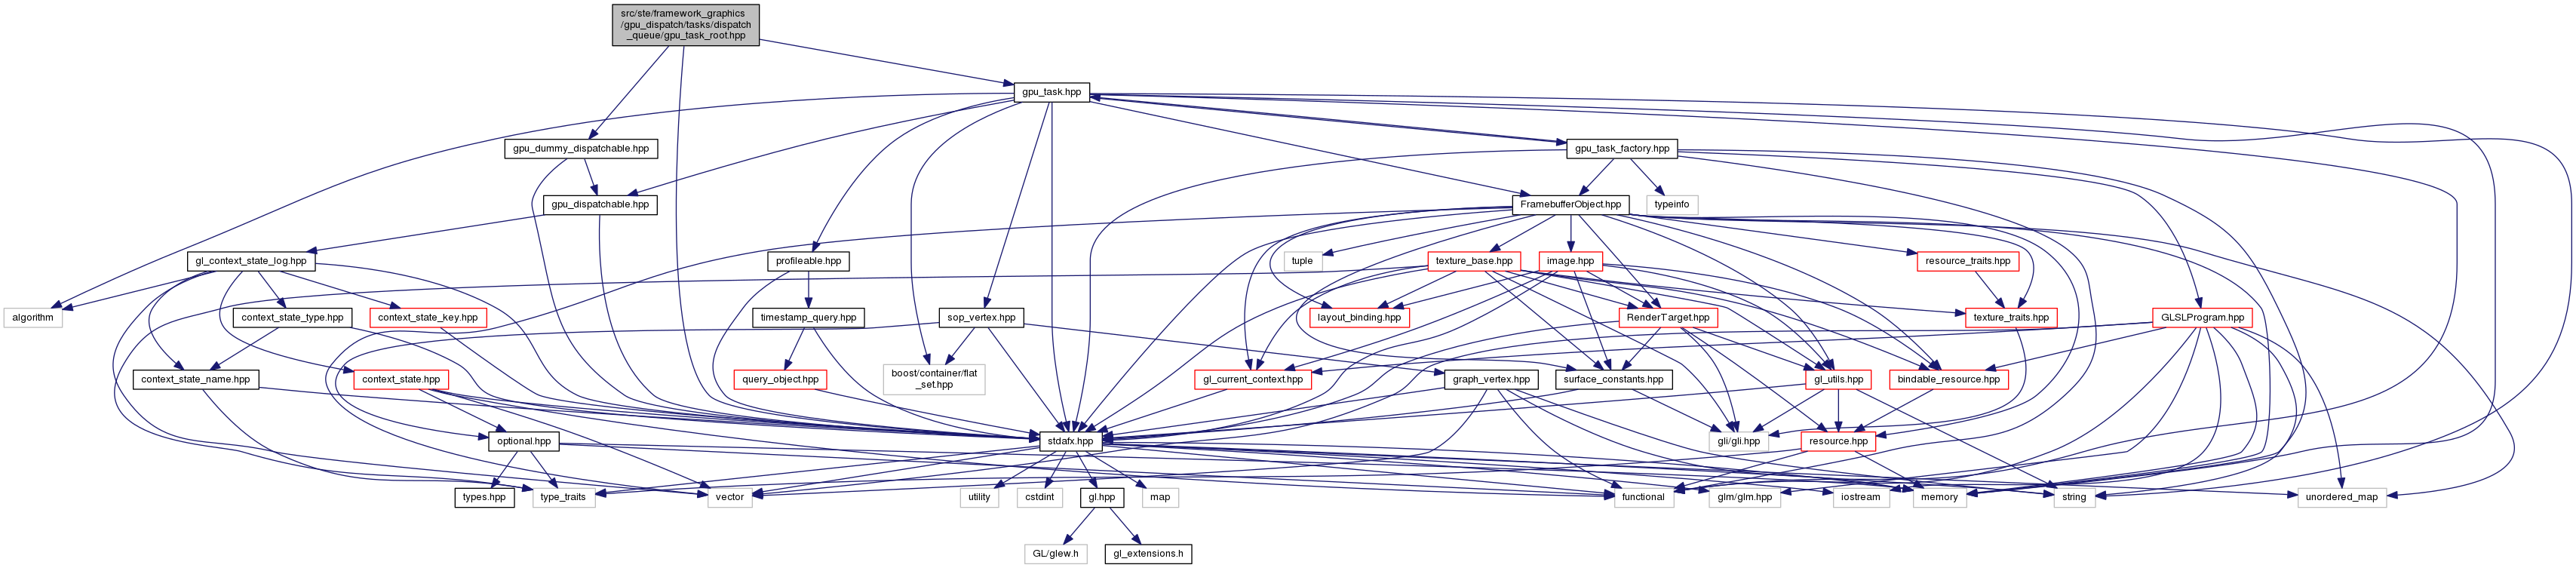 src/ste/framework_graphics
/gpu_dispatch/tasks/dispatch
_queue/gpu_task_root.hpp
gpu_task.hpp
gpu_dummy_dispatchable.hpp
gpu_task_factory.hpp
gpu_dispatchable.hpp
FramebufferObject.hpp
typeinfo
gl_context_state_log.hpp
profileable.hpp
tuple
texture_base.hpp
image.hpp
resource_traits.hpp
algorithm
context_state_type.hpp
context_state_key.hpp
timestamp_query.hpp
sop_vertex.hpp
layout_binding.hpp
RenderTarget.hpp
texture_traits.hpp
GLSLProgram.hpp
context_state_name.hpp
context_state.hpp
query_object.hpp
boost/container/flat
_set.hpp
gl_current_context.hpp
graph_vertex.hpp
surface_constants.hpp
gl_utils.hpp
bindable_resource.hpp
optional.hpp
stdafx.hpp
gli/gli.hpp
resource.hpp
types.hpp
type_traits
vector
utility
cstdint
gl.hpp
map
functional
glm/glm.hpp
iostream
memory
string
unordered_map
GL/glew.h
gl_extensions.h